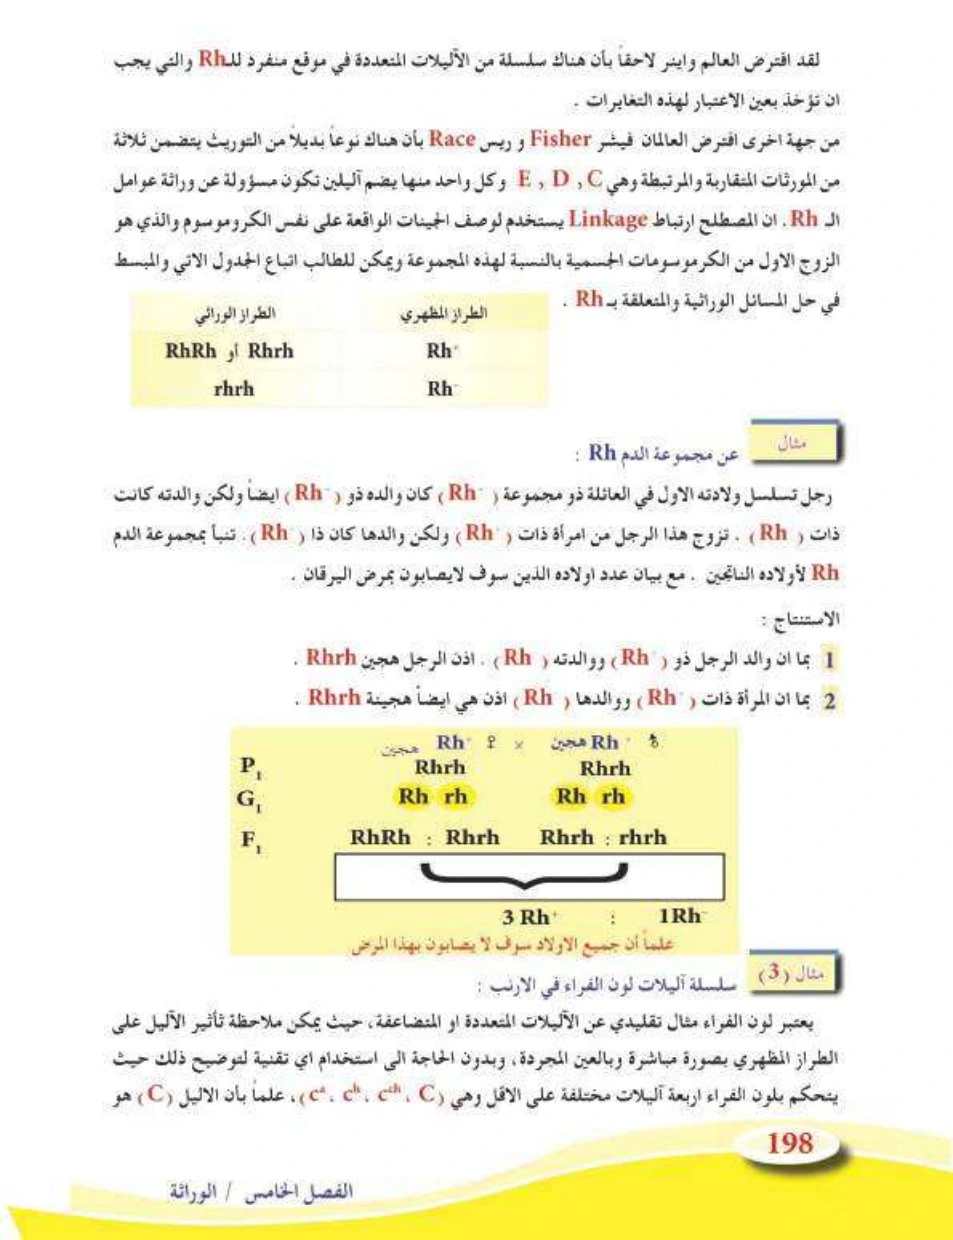 لقد افترض العالم واينر لاحقاً بأن هناك سلسلة من الآليلات المتعددة في موقع منفرد للـRh والتي يجب
ان تؤخذ بعين الاعتبار لهذه التغايرات .
من جهة اخرى افترض العالمان فيشر Fisher و ريس Race بأن هناك نوعاً بديلاً من التوريث يتضمن ثلاثة
من المورثات المتقاربة والمرتبطة وهي E , D , C وكل واحد منها يضم آليلين تكون مسؤولة عن وراثة عوامل
الـ Rh . ان المصطلح ارتباط Linkage يستخدم لوصف الجينات الواقعة على نفس الكروموسوم والذي هو
الزوج الاول من الكرموسومات الجسمية بالنسبة لهذه المجموعة ويمكن للطالب اتباع الجدول الاتي والمبسط
في حل المسائل الوراثية والمتعلقة بـ Rh .
الطراز المظهري الطراز الوراثي
Rh+ RhRh أو Rhrh
Rh- rhrh
مثال
عن مجموعة الدم Rh :
رجل تسلسل ولادته الاول في العائلة ذو مجموعة (Rh) كان والده ذو (Rh) ايضاً ولكن والدته كانت
ذات (Rh) . تزوج هذا الرجل من امرأة ذات (Rh) ولكن والدها كان ذا (Rh) . تنبأ بمجموعة الدم
Rh لأولاده الناتجين . مع بيان عدد اولاده الذين سوف لايصابون بمرض اليرقان .
الاستنتاج :
1 بما ان والد الرجل ذو (Rh) ووالدته (Rh) . اذن الرجل هجين Rhrh .
2 بما ان المرأة ذات (Rh) ووالدها (Rh) اذن هي ايضاً هجينة Rhrh .
♂ Rh+ هجين × ♀ Rh+ هجين
P1 Rhrh Rhrh
G1 Rh rh Rh rh
F1 RhRh : Rhrh Rhrh : rhrh
3 Rh+ : 1Rh-
علماً أن جميع الاولاد سوف لا يصابون بهذا المرض
مثال (3)
سلسلة آليلات لون الفراء في الارنب :
يعتبر لون الفراء مثال تقليدي عن الآليلات المتعددة او المتضاعفة، حيث يمكن ملاحظة تأثير الآليل على
الطراز المظهري بصورة مباشرة وبالعين المجردة، وبدون الحاجة الى استخدام اي تقنية لتوضيح ذلك حيث
يتحكم بلون الفراء اربعة آليلات مختلفة على الاقل وهي (C ، cch ، ch ، ca)، علماً بأن الاليل (C) هو
198
الفصل الخامس / الوراثة